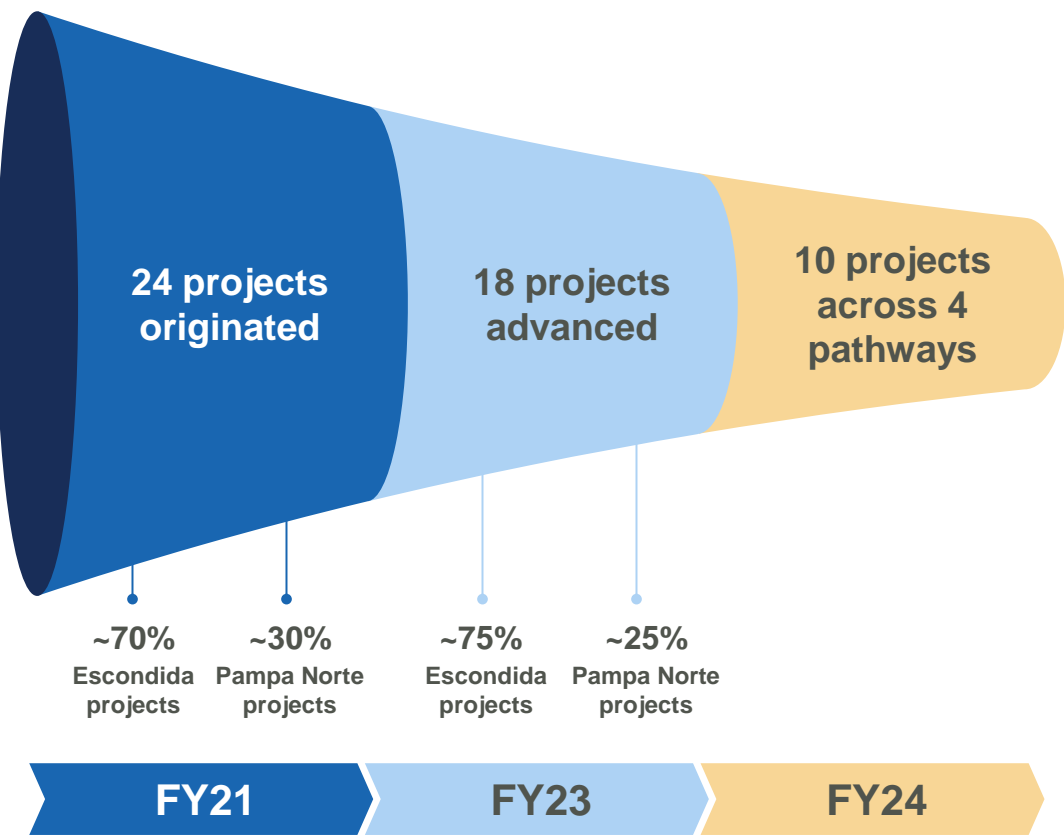 24 projects
originated
18 projects
advanced
10 projects
across 4
pathways
~70%
Escondida
projects
~30%
Pampa Norte
projects
~75%
Escondida
projects
~25%
Pampa Norte
projects
FY21
FY23
FY24